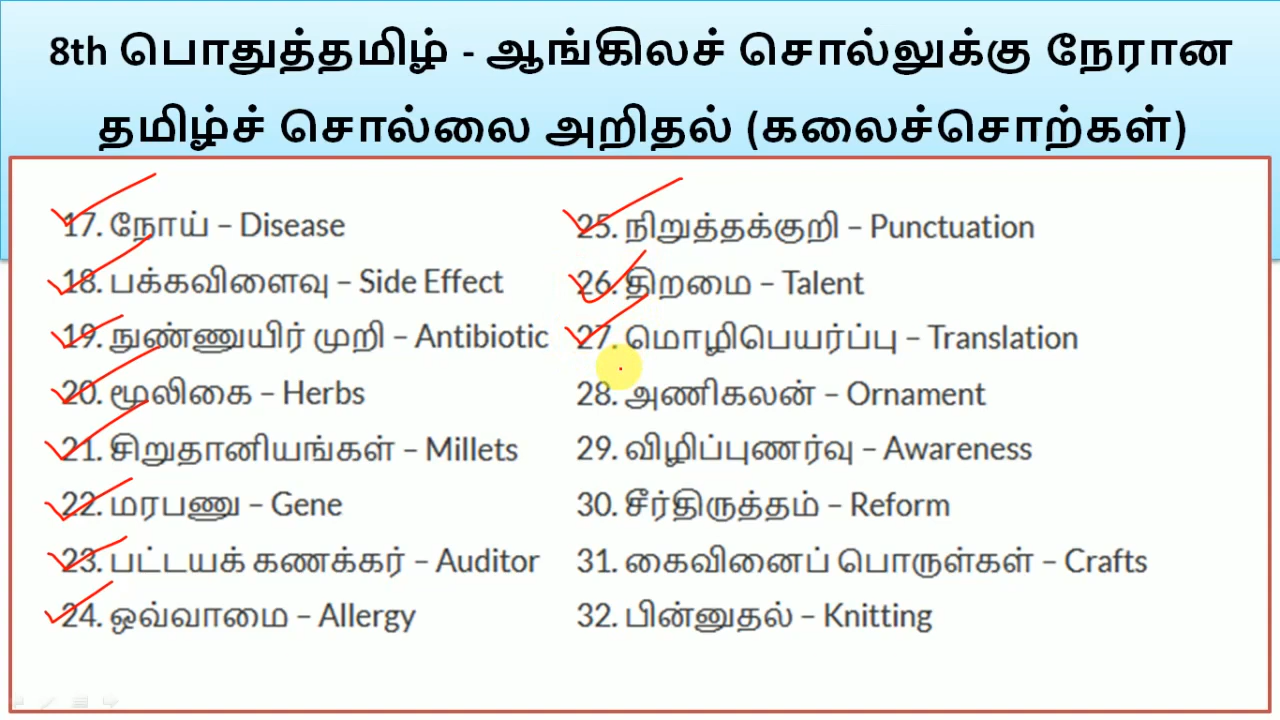 8th பொதுத்தமிழ் - ஆங்கிலச் சொல்லுக்கு நேரான
தமிழ்ச் சொல்லை அறிதல் (கலைச்சொற்கள்)
17. நோய் – Disease
18. பக்கவிளைவு – Side Effect
19. நுண்ணுயிர் முறி – Antibiotic
20. மூலிகை – Herbs
21. சிறுதானியங்கள் – Millets
22. மரபணு – Gene
23. பட்டயக் கணக்கர் – Auditor
24. ஒவ்வாமை – Allergy
25. நிறுத்தக்குறி – Punctuation
26. திறமை – Talent
27. மொழிபெயர்ப்பு – Translation
28. அணிகலன் – Ornament
29. விழிப்புணர்வு – Awareness
30. சீர்திருத்தம் – Reform
31. கைவினைப் பொருள்கள் – Crafts
32. பின்னுதல் – Knitting